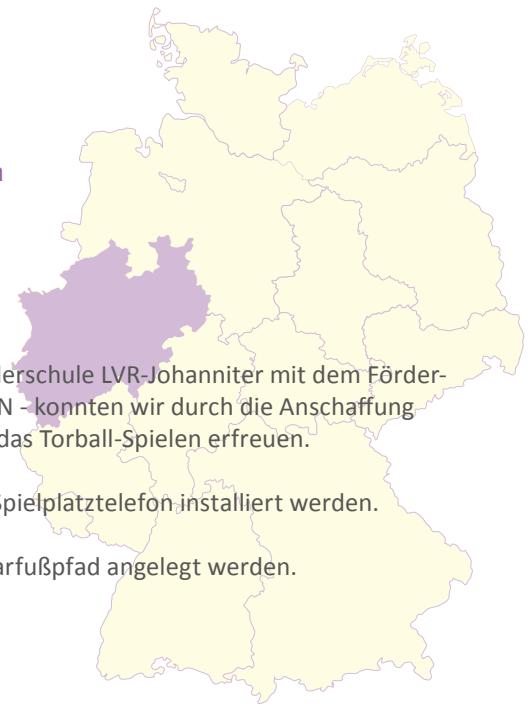 n
erschule LVR-Johanniter mit dem Förder-
N - konnten wir durch die Anschaffung
das Torball-Spielen erfreuen.
Spielplatztelefon installiert werden.
arfußpfad angelegt werden.